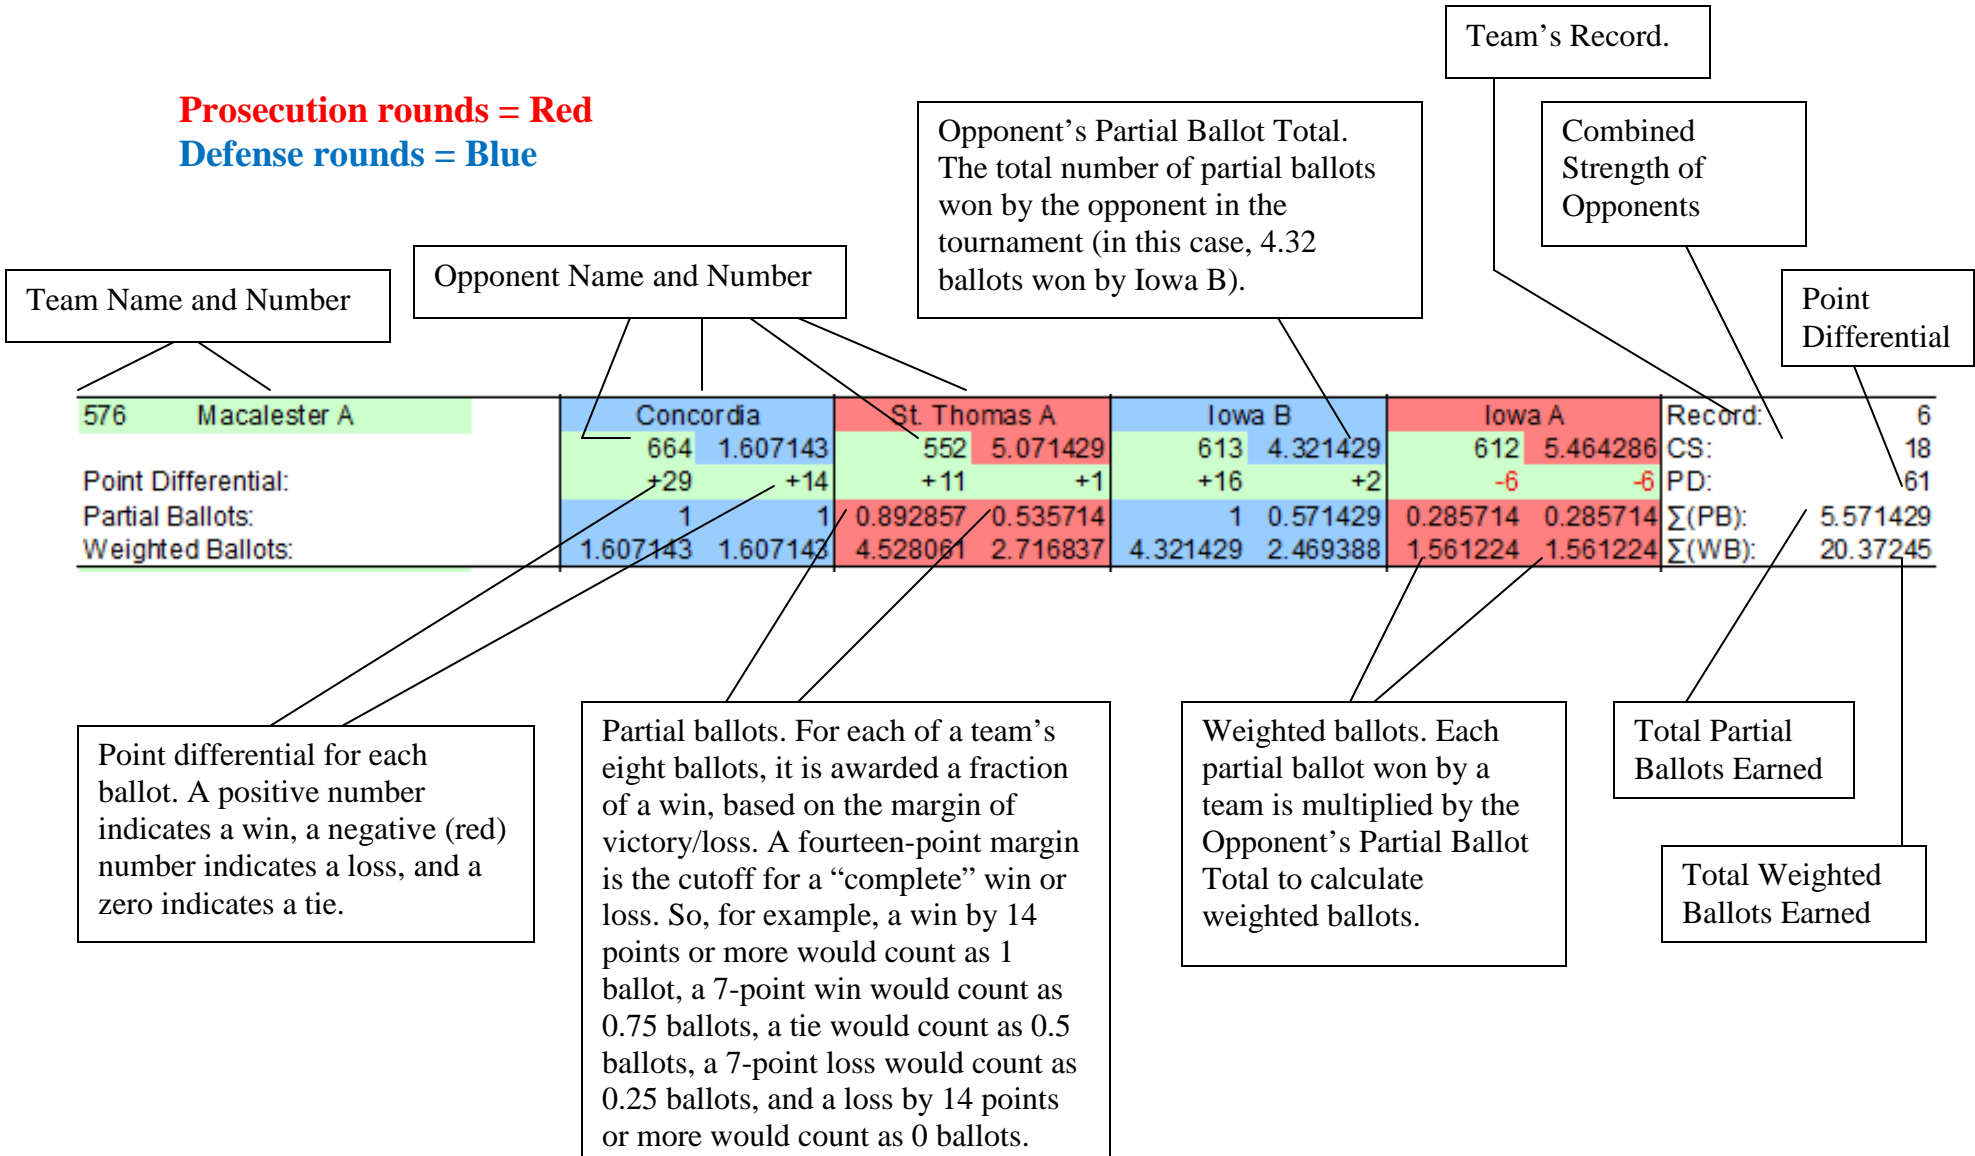 Team's Record.
Prosecution rounds = Red
Defense rounds = Blue
Opponent's Partial Ballot Total.
The total number of partial ballots
won by the opponent in the
tournament (in this case, 4.32
ballots won by Iowa B).
Combined
Strength of
Opponents
Team Name and Number
Opponent Name and Number
Point
Differential
576 Macalester A Concordia St. Thomas A Iowa B Iowa A Record: 6
664 1.607143 552 5.071429 613 4.321429 612 5.464286 CS: 18
Point Differential: +29 +14 +11 +1 +16 +2 -6 -6 PD: 61
Partial Ballots: 1 1 0.892857 0.535714 1 0.571429 0.285714 0.285714 ∑(PB): 5.571429
Weighted Ballots: 1.607143 1.607143 4.528061 2.716837 4.321429 2.469388 1.561224 1.561224 ∑(WB): 20.37245
Point differential for each
ballot. A positive number
indicates a win, a negative (red)
number indicates a loss, and a
zero indicates a tie.
Partial ballots. For each of a team's
eight ballots, it is awarded a fraction
of a win, based on the margin of
victory/loss. A fourteen-point margin
is the cutoff for a “complete” win or
loss. So, for example, a win by 14
points or more would count as 1
ballot, a 7-point win would count as
0.75 ballots, a tie would count as 0.5
ballots, a 7-point loss would count as
0.25 ballots, and a loss by 14 points
or more would count as 0 ballots.
Weighted ballots. Each
partial ballot won by a
team is multiplied by the
Opponent's Partial Ballot
Total to calculate
weighted ballots.
Total Partial
Ballots Earned
Total Weighted
Ballots Earned